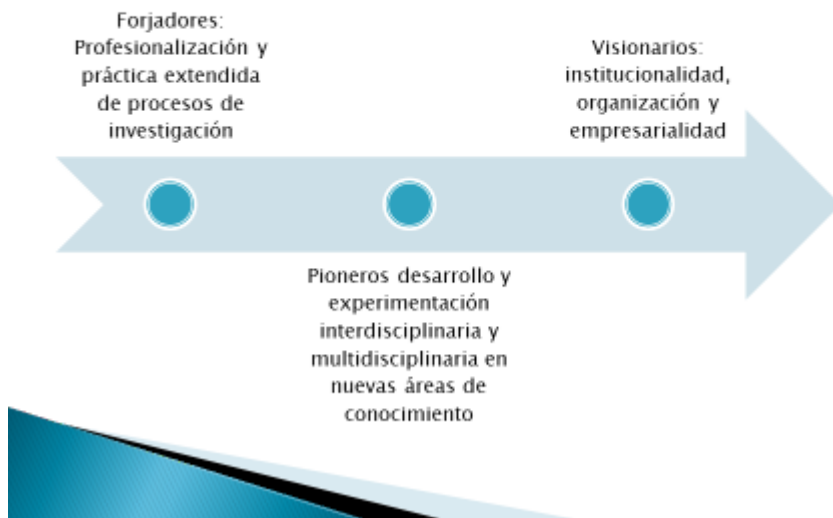 Forjadores:
Profesionalización y
práctica extendida
de procesos de
investigación
Pioneros desarrollo y
experimentación
interdisciplinaria y
multidisciplinaria en
nuevas áreas de
conocimiento
Visionarios:
institucionalidad,
organización y
empresarialidad